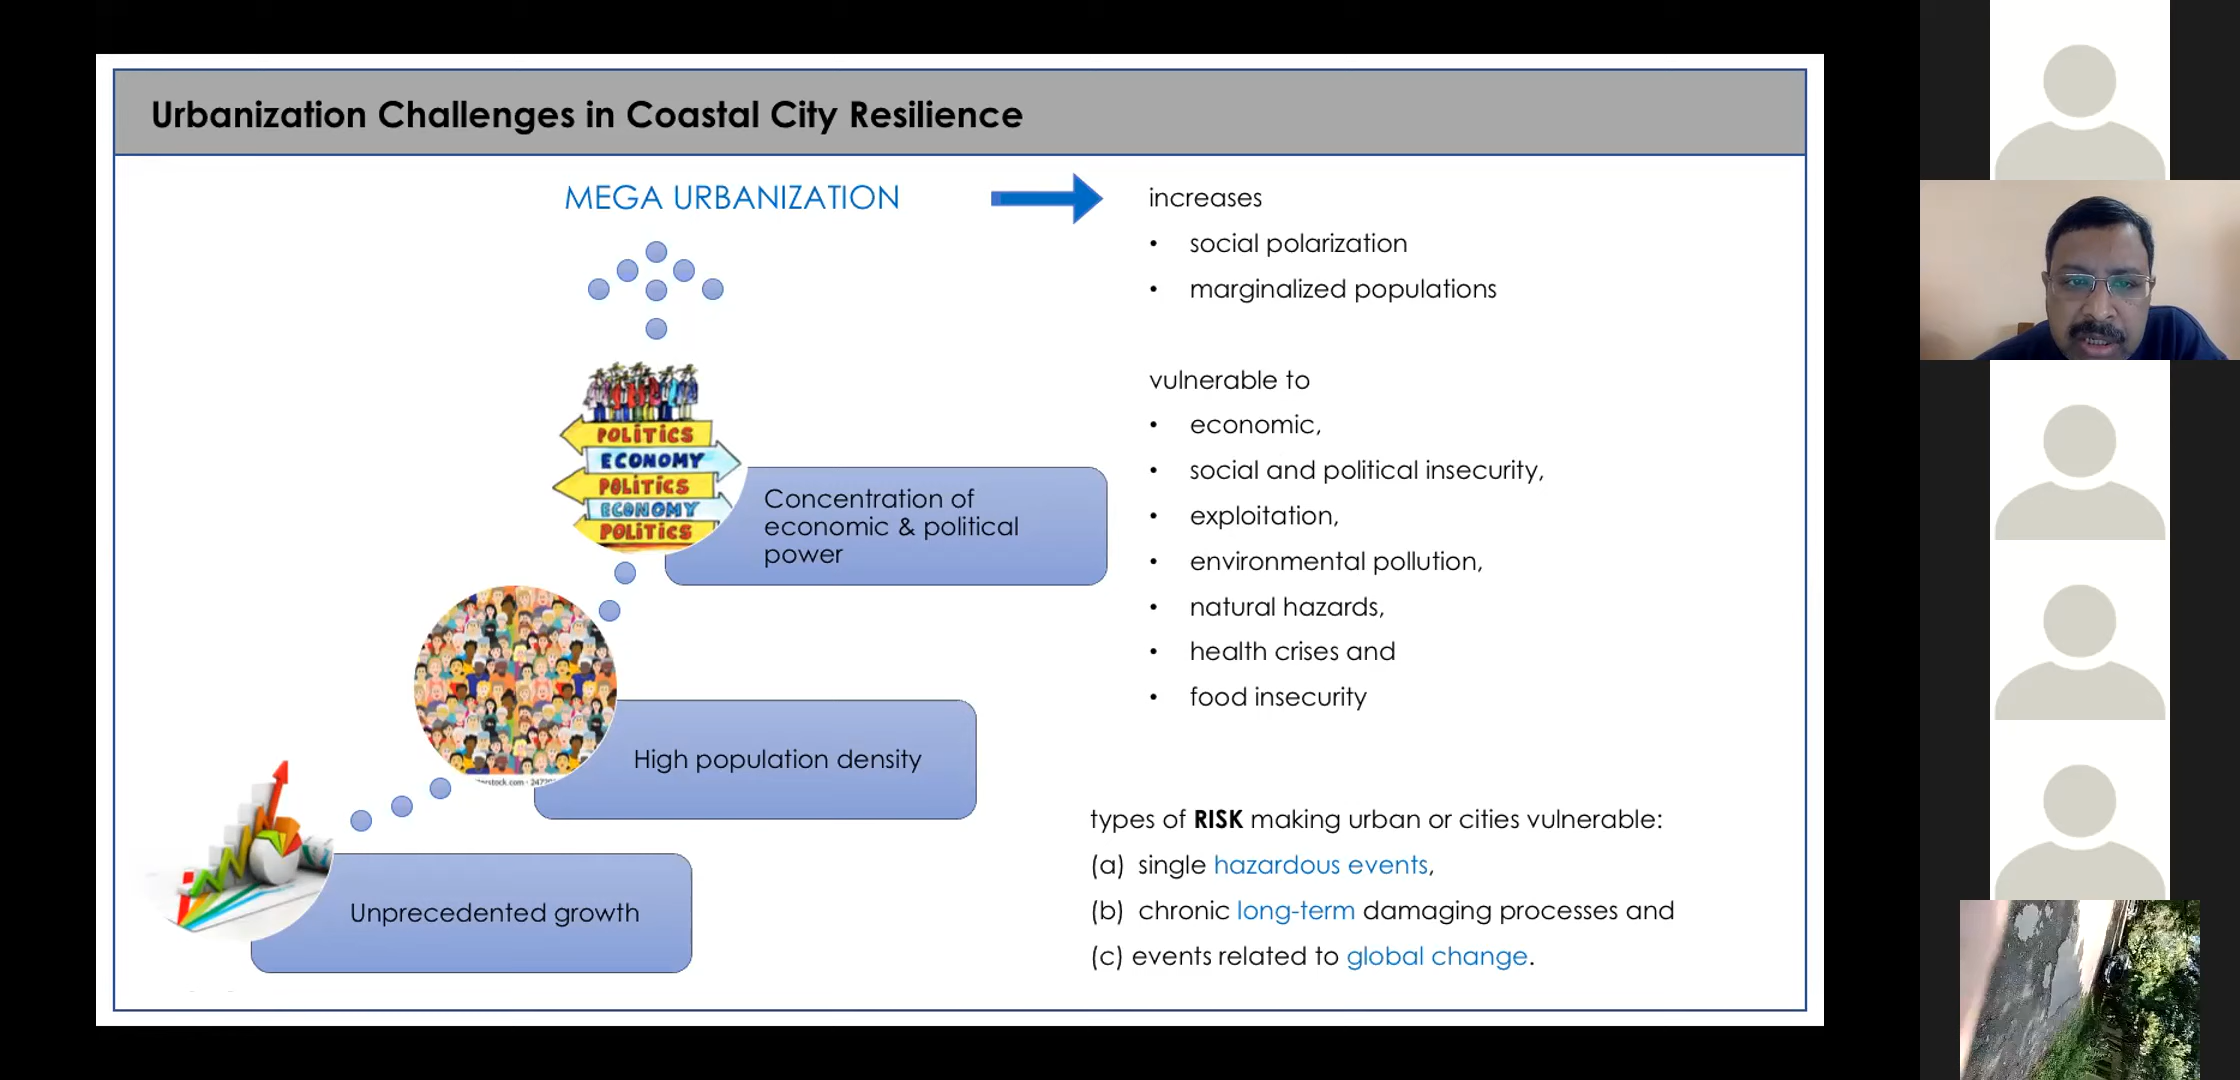 Urbanization Challenges in Coastal City Resilience
MEGA URBANIZATION
POLITICS
ECONOMY
POLITICS
ECONOMY
POLITICS
Concentration of
economic & political
power
High population density
Unprecedented growth
increases
• social polarization
• marginalized populations
vulnerable to
• economic,
• social and political insecurity,
• exploitation,
• environmental pollution,
• natural hazards,
• health crises and
• food insecurity
types of RISK making urban or cities vulnerable:
(a) single hazardous events,
(b) chronic long-term damaging processes and
(c) events related to global change.